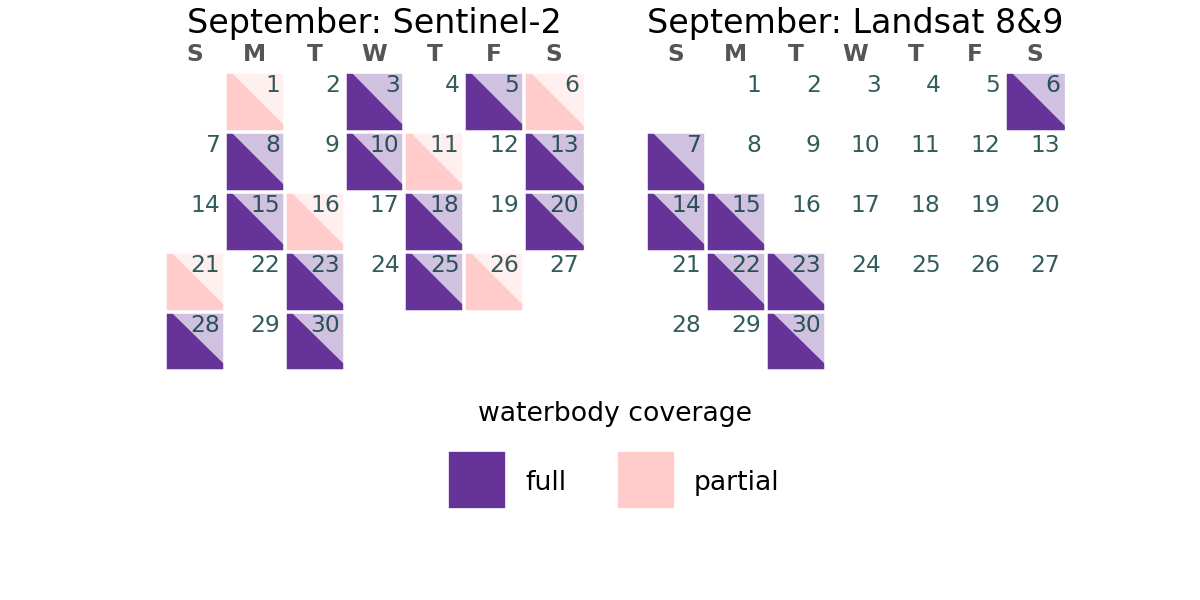 September: Sentinel-2
S M T W T F S
1 2 3 4 5 6
7 8 9 10 11 12 13
14 15 16 17 18 19 20
21 22 23 24 25 26 27
28 29 30
September: Landsat 8&9
S M T W T F S
1 2 3 4 5 6
7 8 9 10 11 12 13
14 15 16 17 18 19 20
21 22 23 24 25 26 27
28 29 30
waterbody coverage
full partial